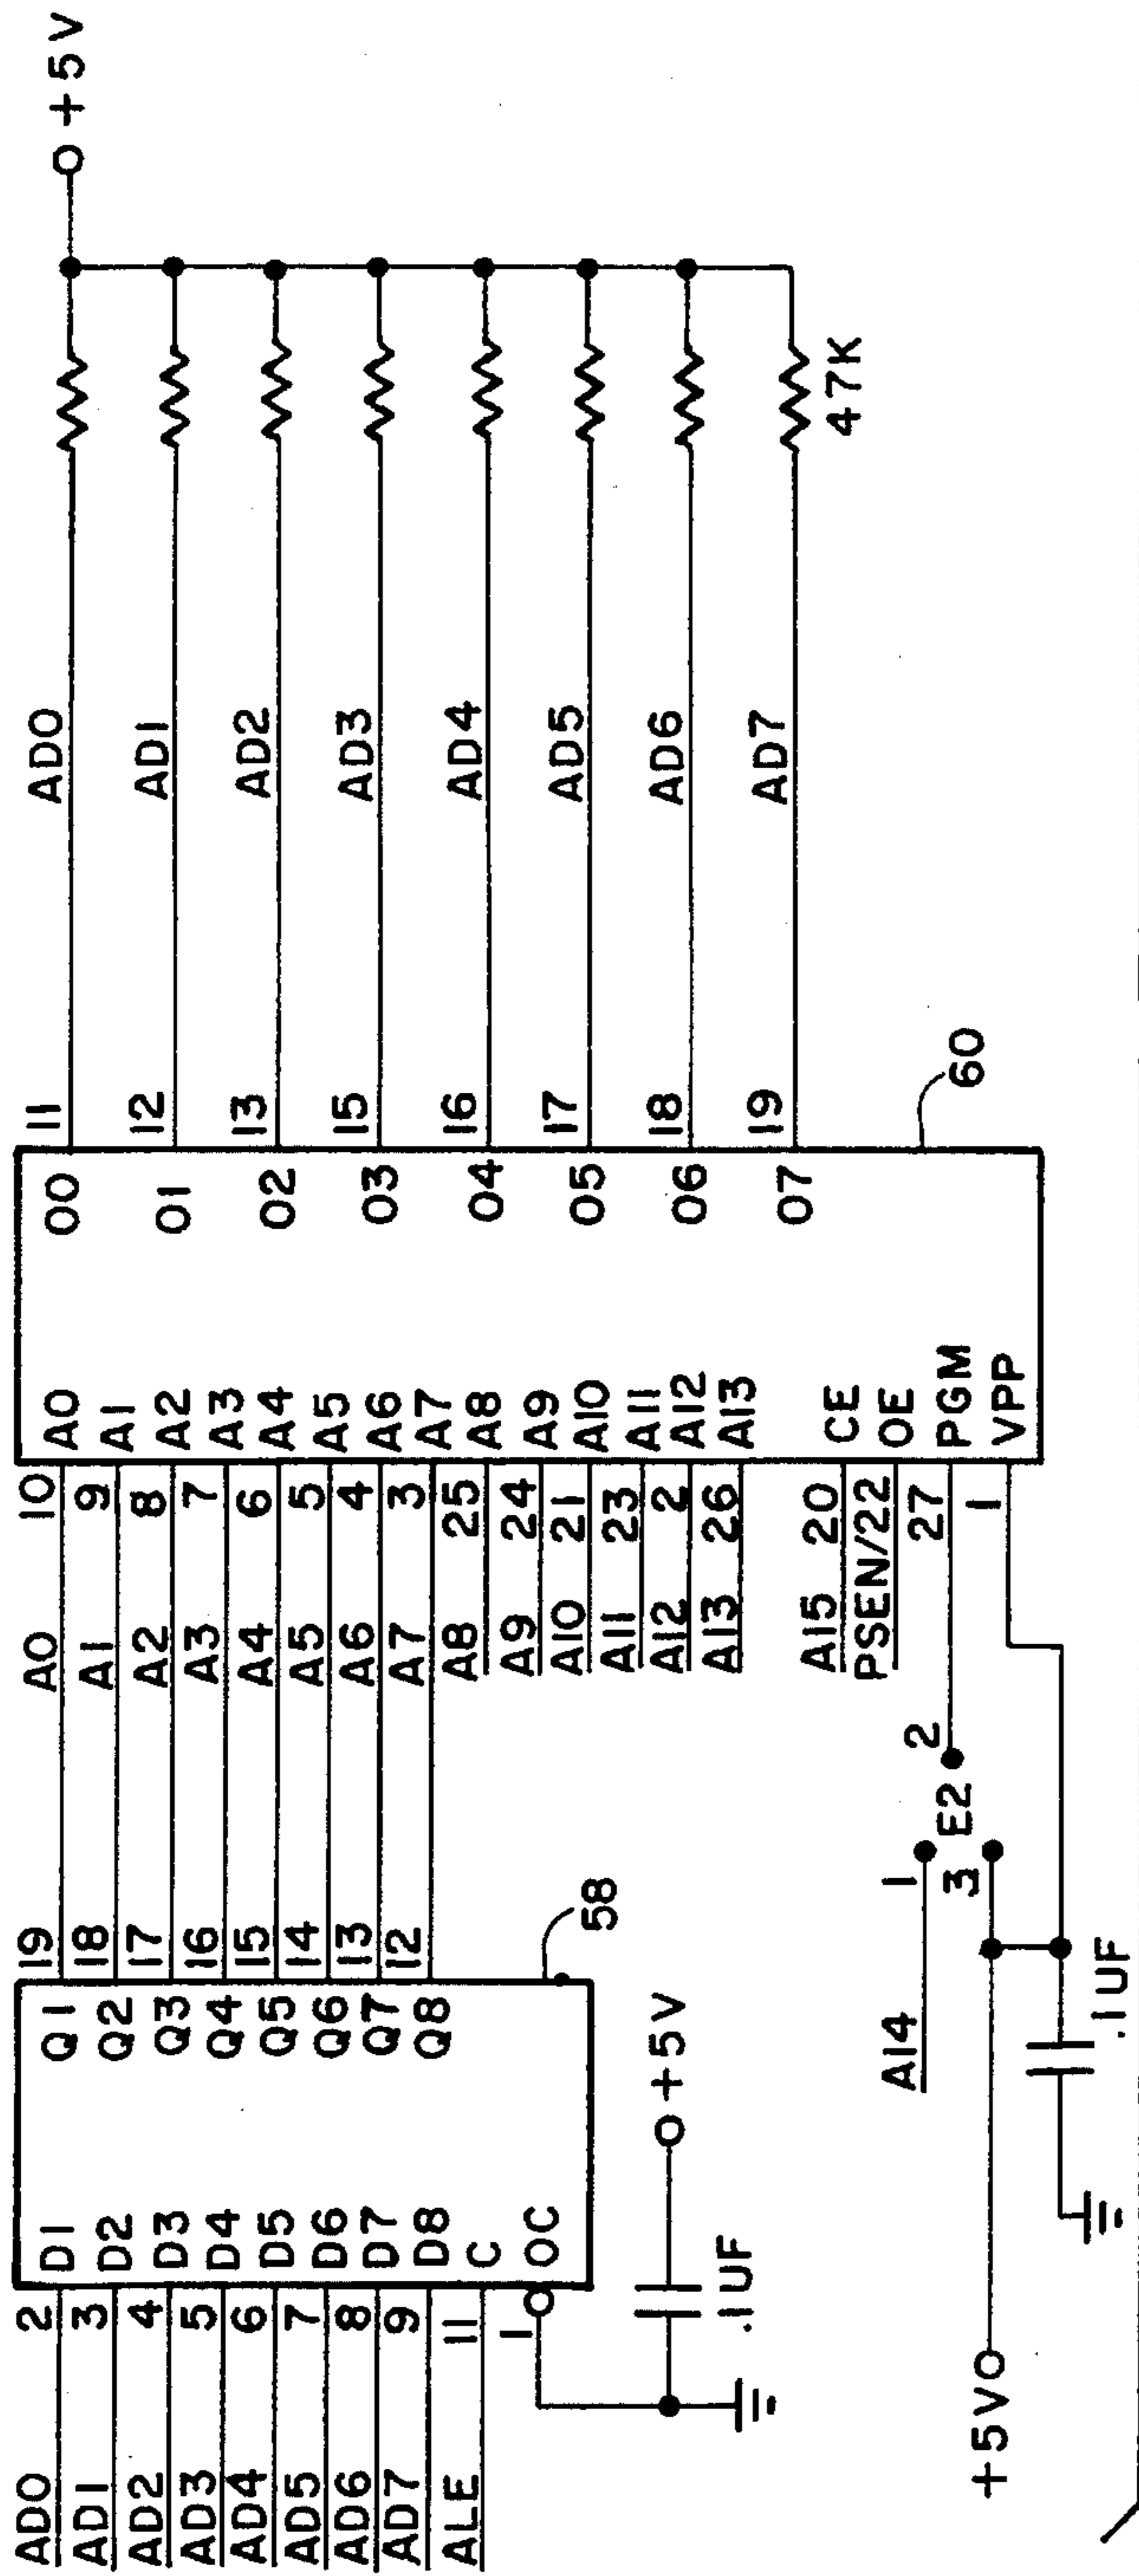 AD0 2 D1 Q1 19 A0 10 A0 00 11 AD0 +5V
AD1 3 D2 Q2 18 A1 9 A1
AD2 4 D3 Q3 17 A2 8 A2 01 12 AD1
AD3 5 D4 Q4 16 A3 7 A3
AD4 6 D5 Q5 15 A4 6 A4 02 13 AD2
AD5 7 D6 Q6 14 A5 5 A5
AD6 8 D7 Q7 13 A6 4 A6 03 15 AD3
AD7 9 D8 Q8 12 A7 3 A7
ALE 11 C A8 25 A8 04 16 AD4
1 OC A9 24 A9
58
A10 21 A10 05 17 AD5
A11 23 A11
A12 2 A12 06 18 AD6
A13 26 A13
07 19 AD7
47K
.1UF +5V
A15 20 CE
PSEN/22 OE
A14 1 E2 2 27 PGM
3
1 VPP
60
+5V
.1UF